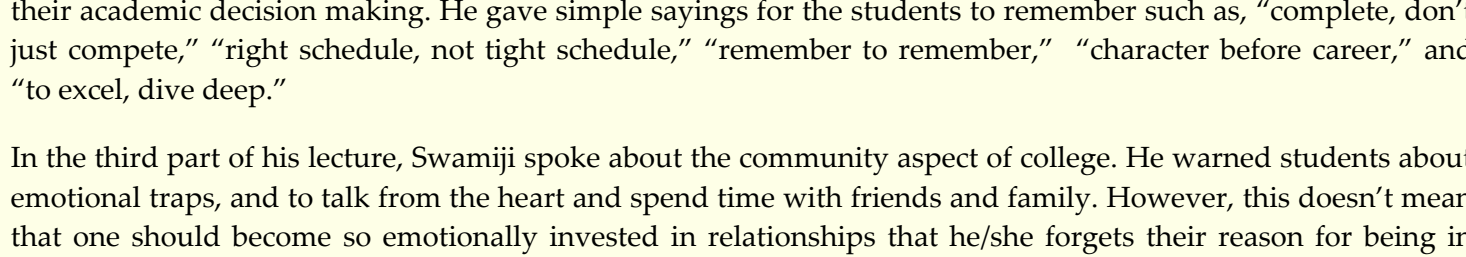 their academic decision making. He gave simple sayings for the students to remember such as, “complete, don’t
just compete,” “right schedule, not tight schedule,” “remember to remember,” “character before career,” and
“to excel, dive deep.”
In the third part of his lecture, Swamiji spoke about the community aspect of college. He warned students about
emotional traps, and to talk from the heart and spend time with friends and family. However, this doesn’t mean
that one should become so emotionally invested in relationships that he/she forgets their reason for being in